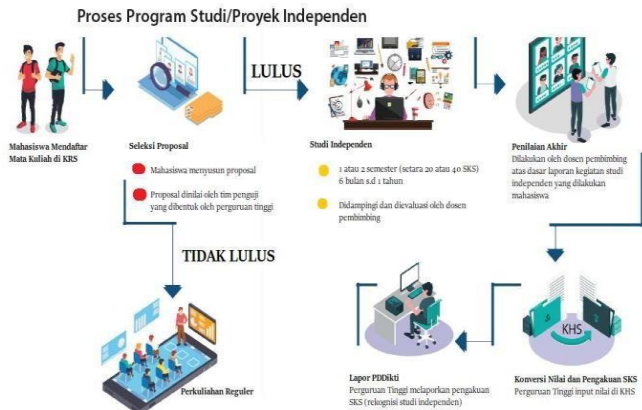 Proses Program Studi/Proyek Independen
Mahasiswa Mendaftar
Mata Kuliah di KRS
Seleksi Proposal
Mahasiswa menyusun proposal
Proposal dinilai oleh tim penguji
yang dibentuk oleh perguruan tinggi
LULUS
Studi Independen
1 atau 2 semester (setara 20 atau 40 SKS)
6 bulan s.d 1 tahun
Didampingi dan dievaluasi oleh dosen
pembimbing
Penilaian Akhir
Dilakukan oleh dosen pembimbing
atas dasar laporan kegiatan studi
independen yang dilakukan
mahasiswa
TIDAK LULUS
Perkuliahan Reguler
KHS
Konversi Nilai dan Pengakuan SKS
Perguruan Tinggi input nilai di KHS
Lapor PDDikti
Perguruan Tinggi melaporkan pengakuan
SKS (rekognisi studi independen)